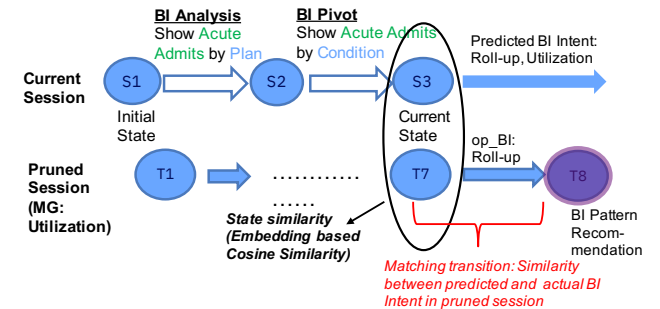 BI Analysis
Show Acute
Admits by Plan
BI Pivot
Show Acute Admits
by Condition
Predicted BI Intent:
Roll-up, Utilization
Current
Session
S1
S2
S3
Initial
State
Current
State
op_BI:
Roll-up
Pruned
Session
(MG:
Utilization)
T1
............
......
T7
T8
State similarity
(Embedding based
Cosine Similarity)
BI Pattern
Recom-
mendation
Matching transition: Similarity
between predicted and actual BI
Intent in pruned session